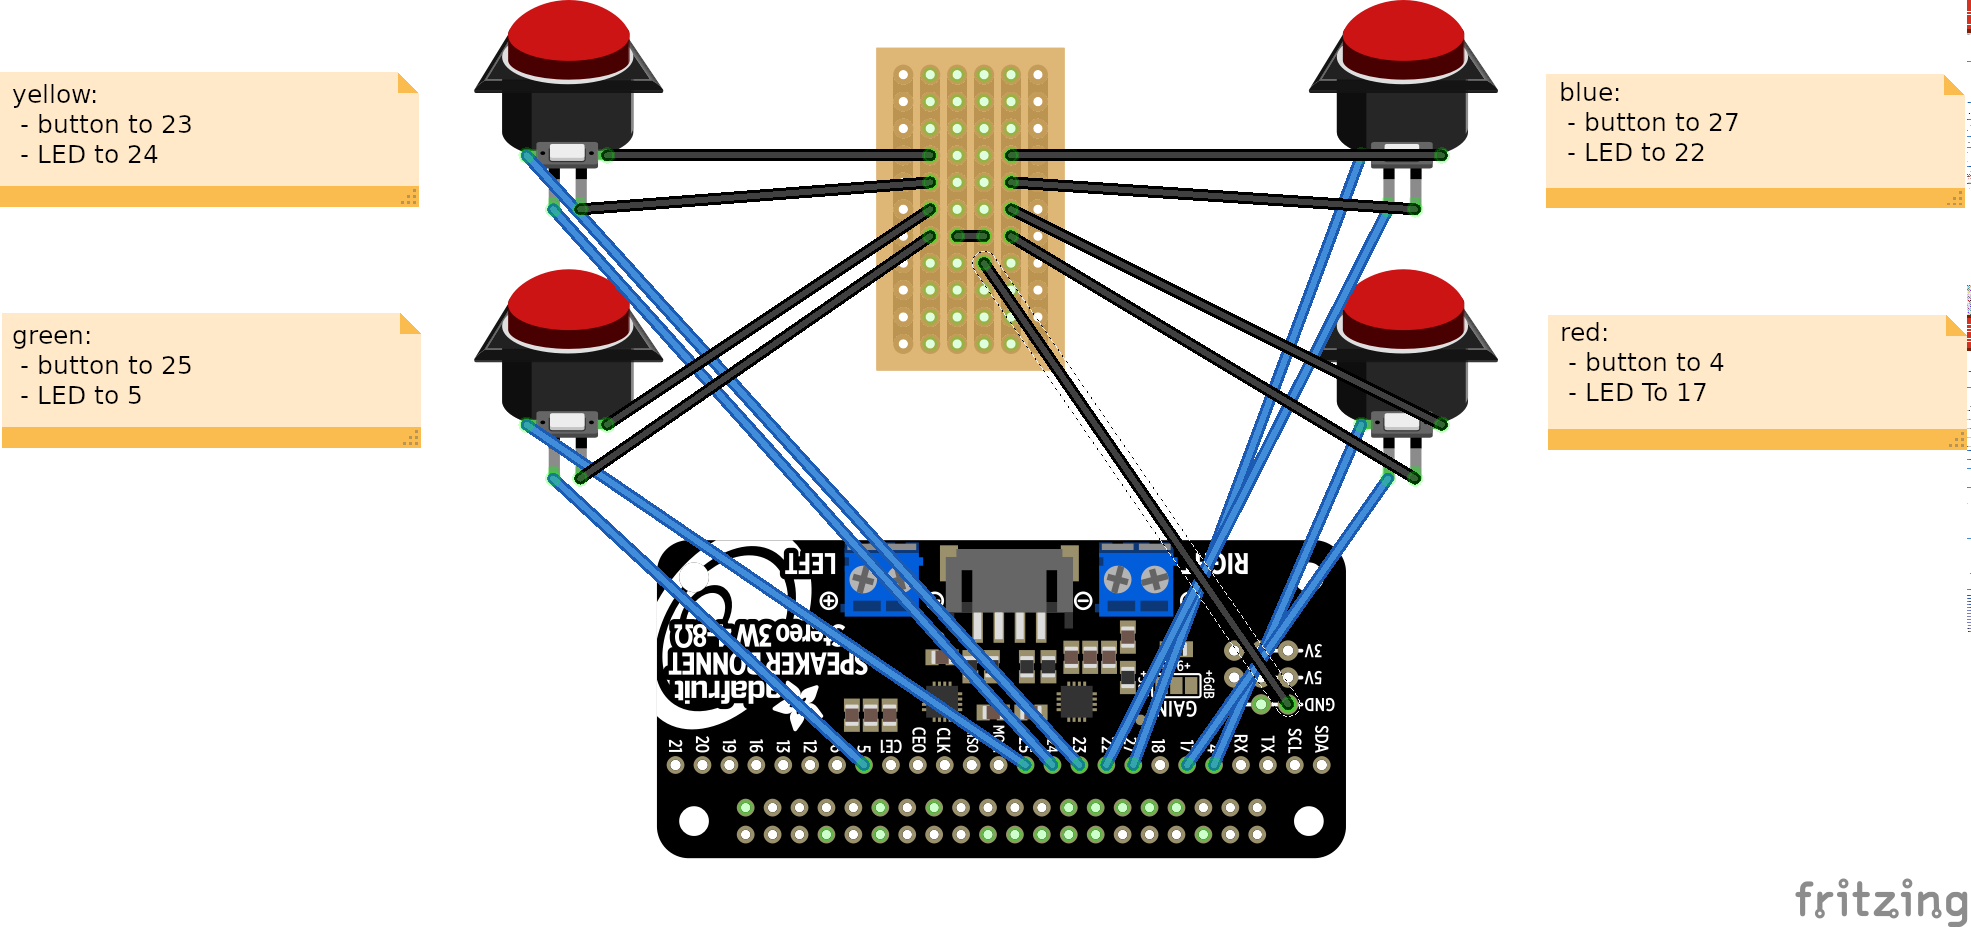 yellow:
- button to 23
- LED to 24
blue:
- button to 27
- LED to 22
green:
- button to 25
- LED to 5
red:
- button to 4
- LED To 17
LEFT
stereo 3W 4-8Ω
SPEAKER BONNET
adafruit
3V
5V
GND
+6dB
GAIN
21 20 19 16 13 12 6 5 CE1 CE0 CLK 25 24 23 22 27 18 17 4 RX TX SCL SDA
fritzing